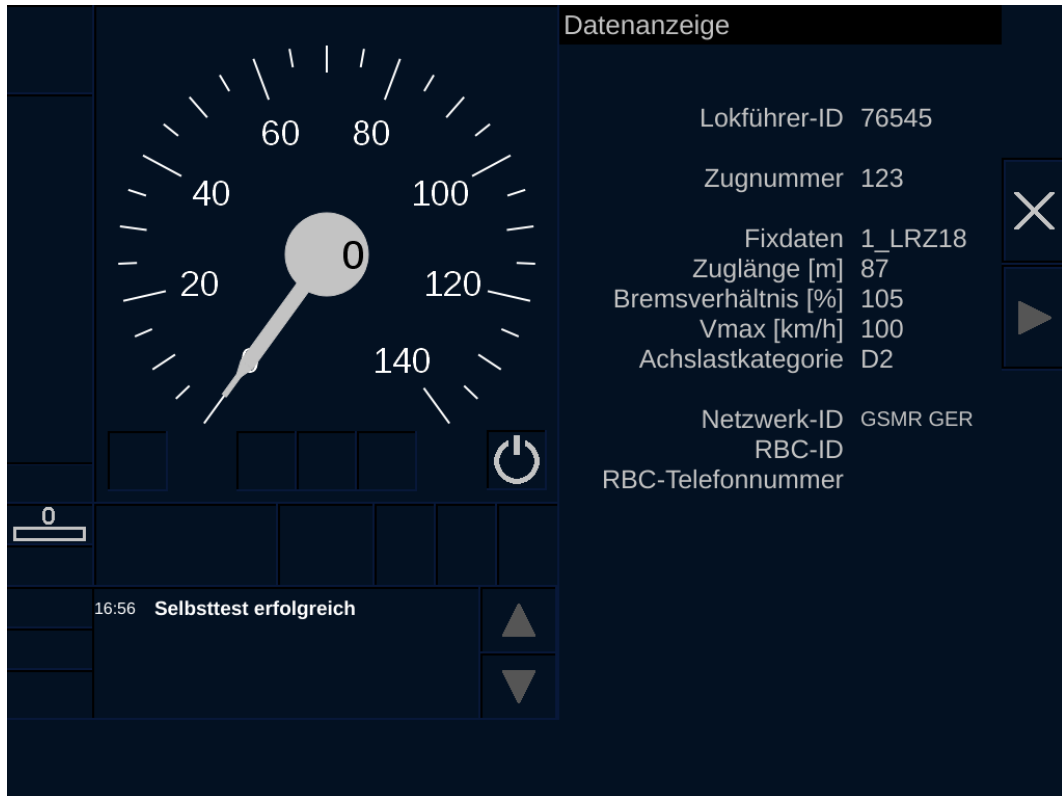 Datenanzeige
60 80
40 100
20 120
0 140
0
0
16:56 Selbsttest erfolgreich
Lokführer-ID 76545
Zugnummer 123
Fixdaten 1_LRZ18
Zuglänge [m] 87
Bremsverhältnis [%] 105
Vmax [km/h] 100
Achslastkategorie D2
Netzwerk-ID GSMR GER
RBC-ID
RBC-Telefonnummer